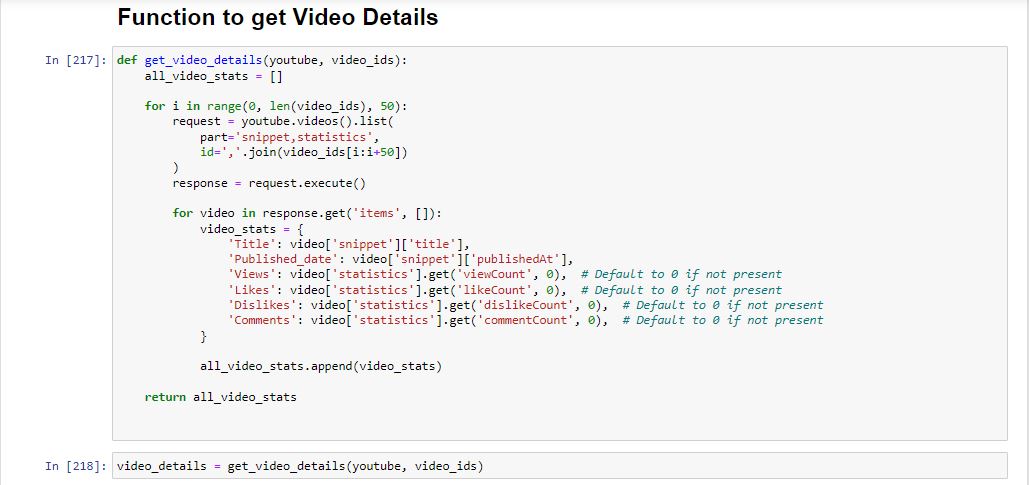 Function to get Video Details
In [217]: def get_video_details(youtube, video_ids):
    all_video_stats = []
    for i in range(0, len(video_ids), 50):
        request = youtube.videos().list(
            part='snippet,statistics',
            id=','.join(video_ids[i:i+50])
        )
        response = request.execute()
        for video in response.get('items', []):
            video_stats = {
                'Title': video['snippet']['title'],
                'Published_date': video['snippet']['publishedAt'],
                'Views': video['statistics'].get('viewCount', 0),  # Default to 0 if not present
                'Likes': video['statistics'].get('likeCount', 0),  # Default to 0 if not present
                'Dislikes': video['statistics'].get('dislikeCount', 0),  # Default to 0 if not present
                'Comments': video['statistics'].get('commentCount', 0),  # Default to 0 if not present
            }
            all_video_stats.append(video_stats)
    return all_video_stats
In [218]: video_details = get_video_details(youtube, video_ids)